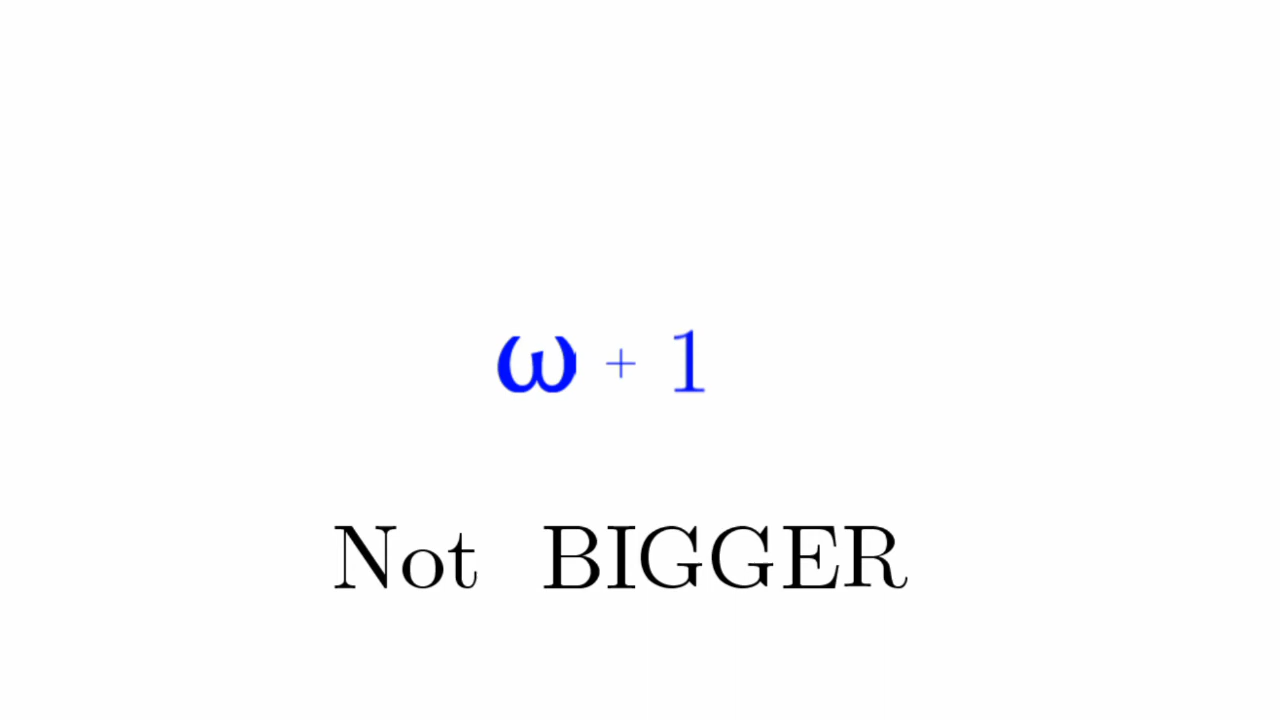 ω + 1
Not BIGGER